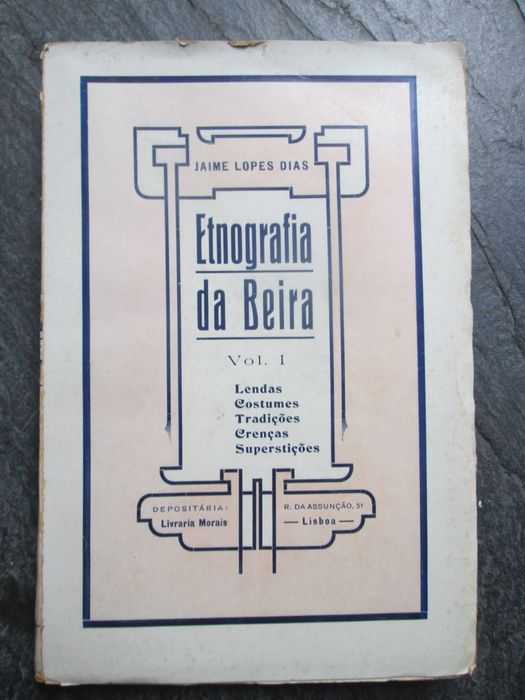 JAIME LOPES DIAS
Etnografia
da Beira
Vol. I
Lendas
Costumes
Tradições
Crenças
Superstições
DEPOSITÁRIA:
Livraria Morais
R. DA ASSUNÇÃO, 51
— Lisboa —